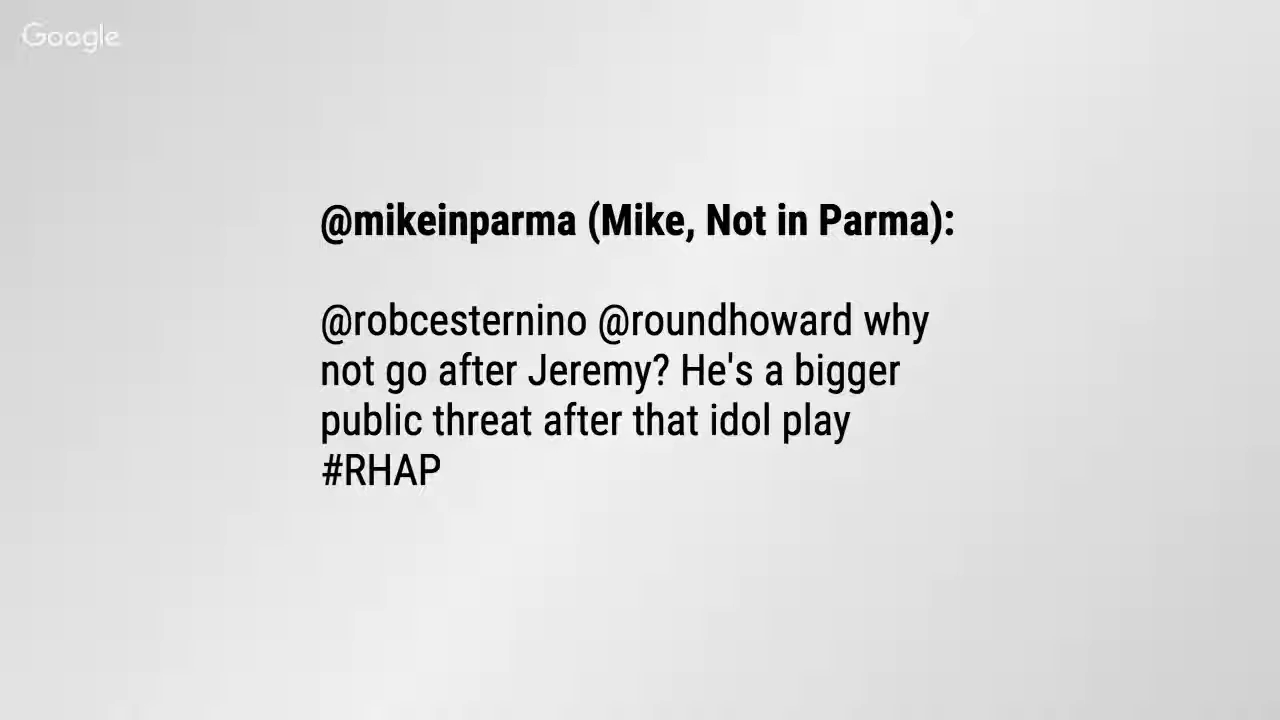 Google
@mikeinparma (Mike, Not in Parma):
@robcesternino @roundhoward why
not go after Jeremy? He's a bigger
public threat after that idol play
#RHAP